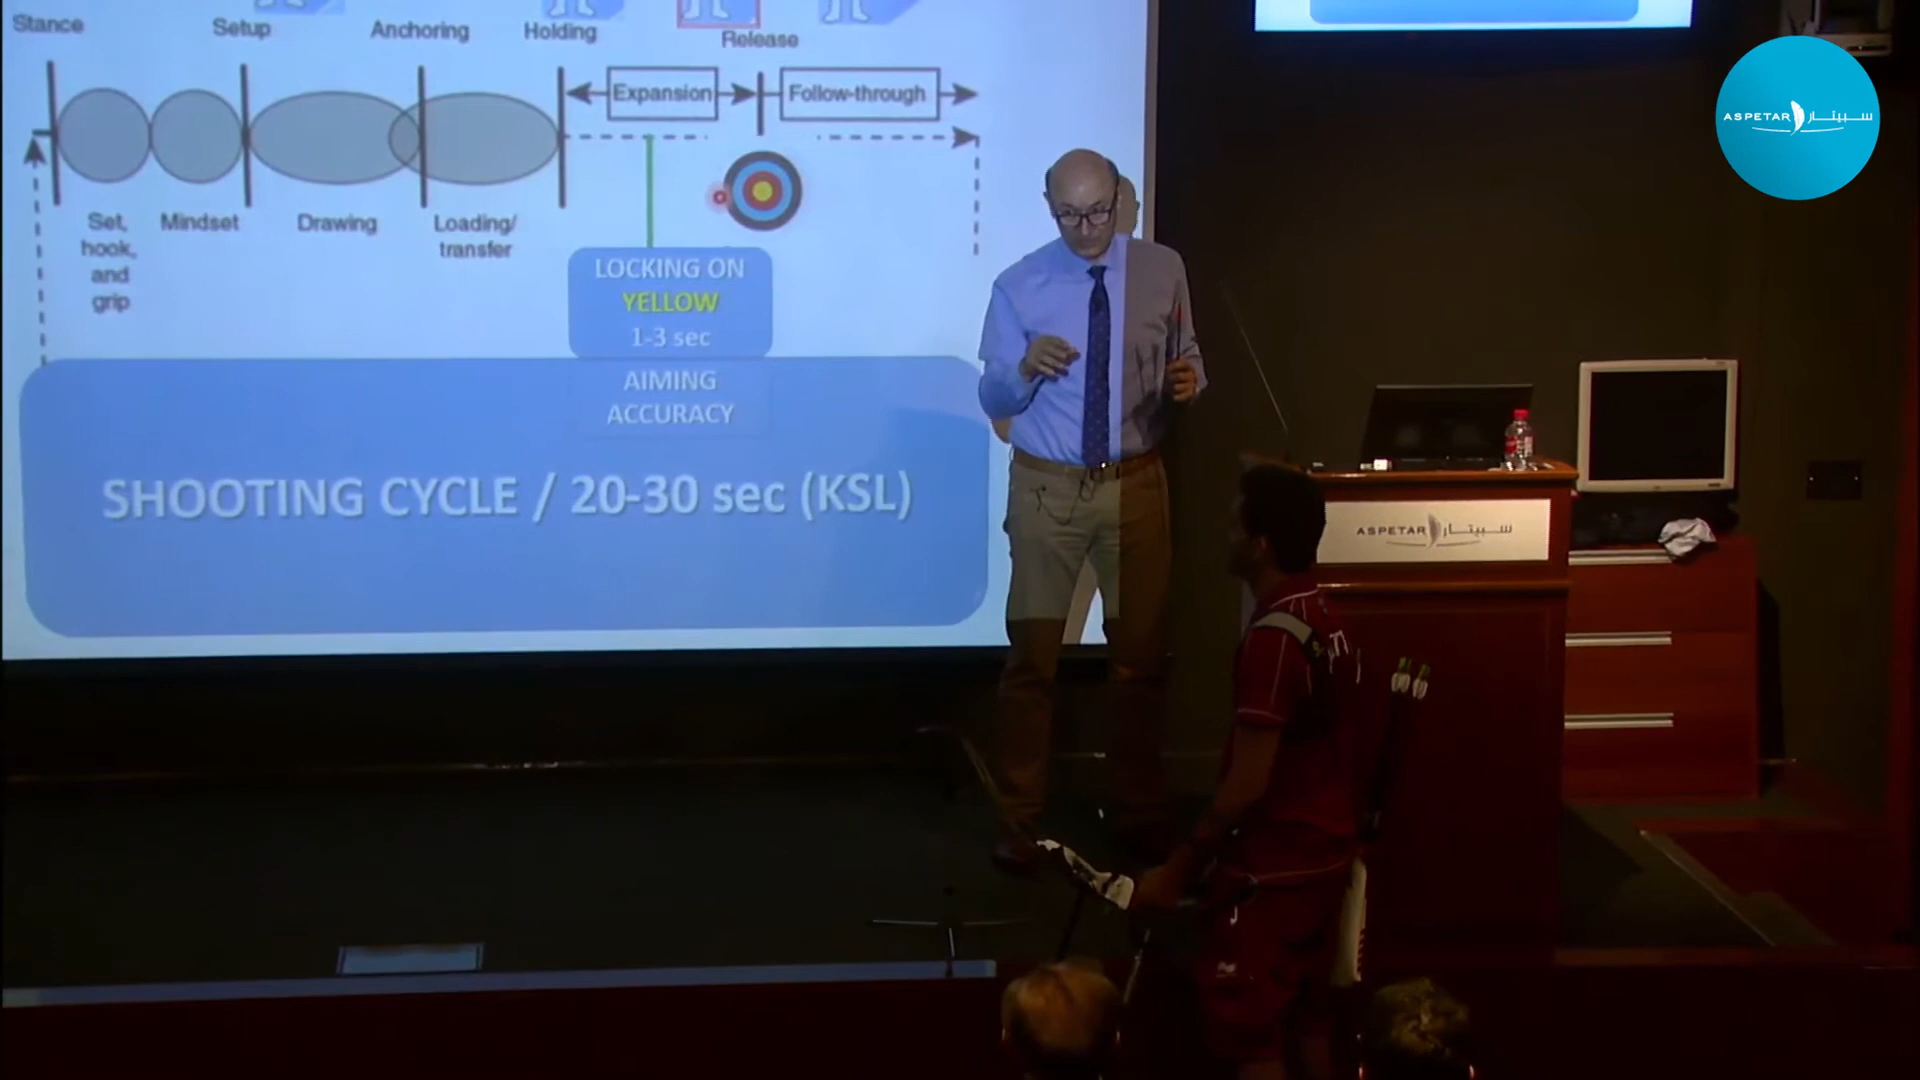 Stance
Setup
Anchoring
Holding
Release
Expansion
Follow-through
Set,
hook,
and
grip
Mindset
Drawing
Loading/
transfer
LOCKING ON
YELLOW
1-3 sec
AIMING
ACCURACY
SHOOTING CYCLE / 20-30 sec (KSL)
ASPETAR سبيتار
ASPETAR سبيتار